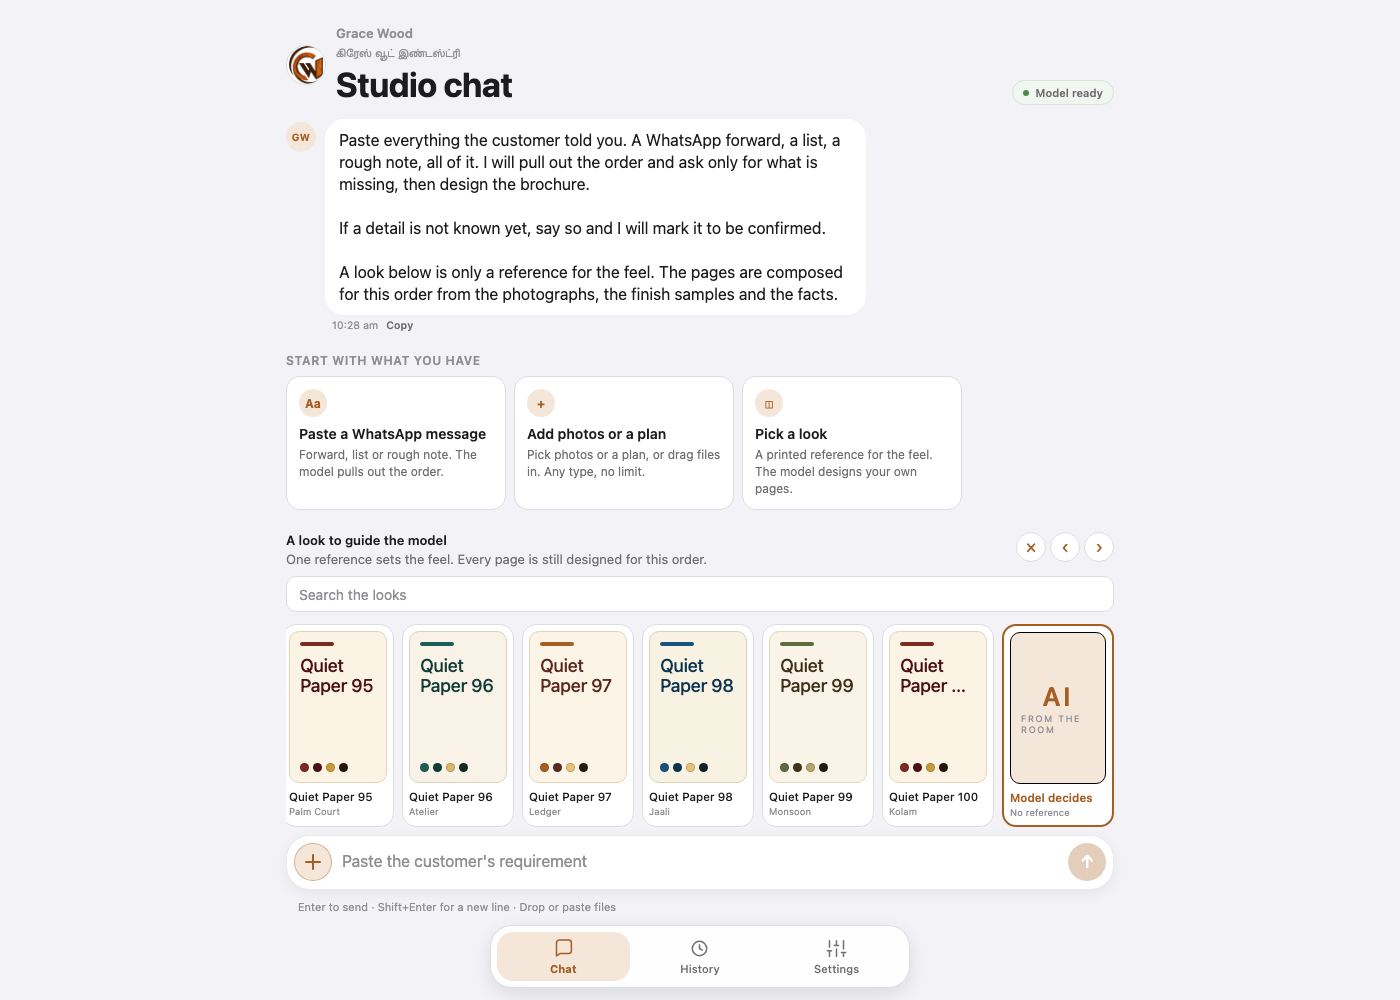 Grace Wood
கிரேஸ் வூட் இண்டஸ்ட்ரி
Studio chat
Model ready
GW
Paste everything the customer told you. A WhatsApp forward, a list, a
rough note, all of it. I will pull out the order and ask only for what is
missing, then design the brochure.
If a detail is not known yet, say so and I will mark it to be confirmed.
A look below is only a reference for the feel. The pages are composed
for this order from the photographs, the finish samples and the facts.
10:28 am Copy
START WITH WHAT YOU HAVE
Aa
Paste a WhatsApp message
Forward, list or rough note. The
model pulls out the order.
+
Add photos or a plan
Pick photos or a plan, or drag files
in. Any type, no limit.
Pick a look
A printed reference for the feel.
The model designs your own
pages.
A look to guide the model
One reference sets the feel. Every page is still designed for this order.
Search the looks
Quiet
Paper 95
Quiet Paper 95
Palm Court
Quiet
Paper 96
Quiet Paper 96
Atelier
Quiet
Paper 97
Quiet Paper 97
Ledger
Quiet
Paper 98
Quiet Paper 98
Jaali
Quiet
Paper 99
Quiet Paper 99
Monsoon
Quiet
Paper ...
Quiet Paper 100
Kolam
AI
FROM THE
ROOM
Model decides
No reference
Paste the customer's requirement
Enter to send · Shift+Enter for a new line · Drop or paste files
Chat
History
Settings